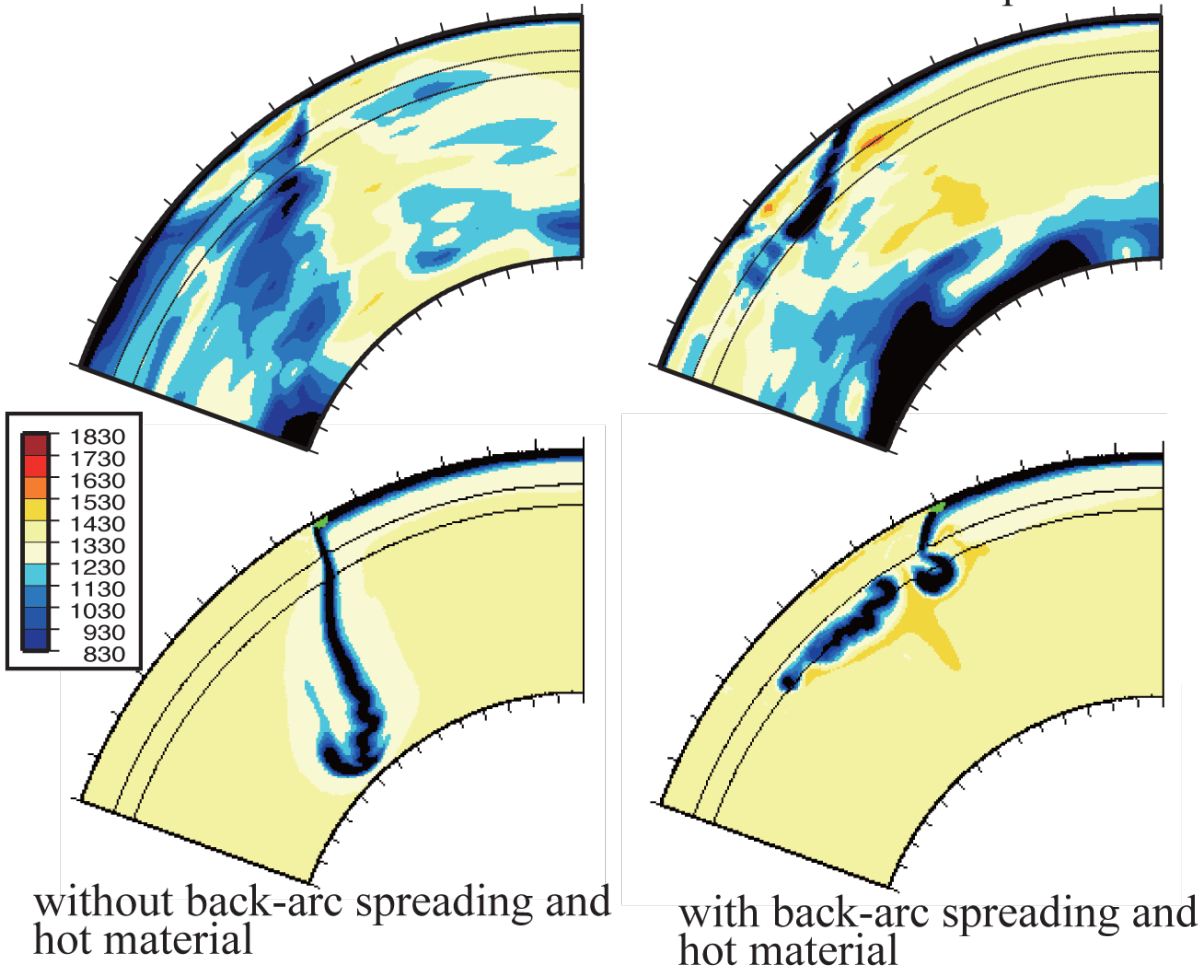 1830
1730
1630
1530
1430
1330
1230
1130
1030
930
830
without back-arc spreading and
hot material
with back-arc spreading and
hot material